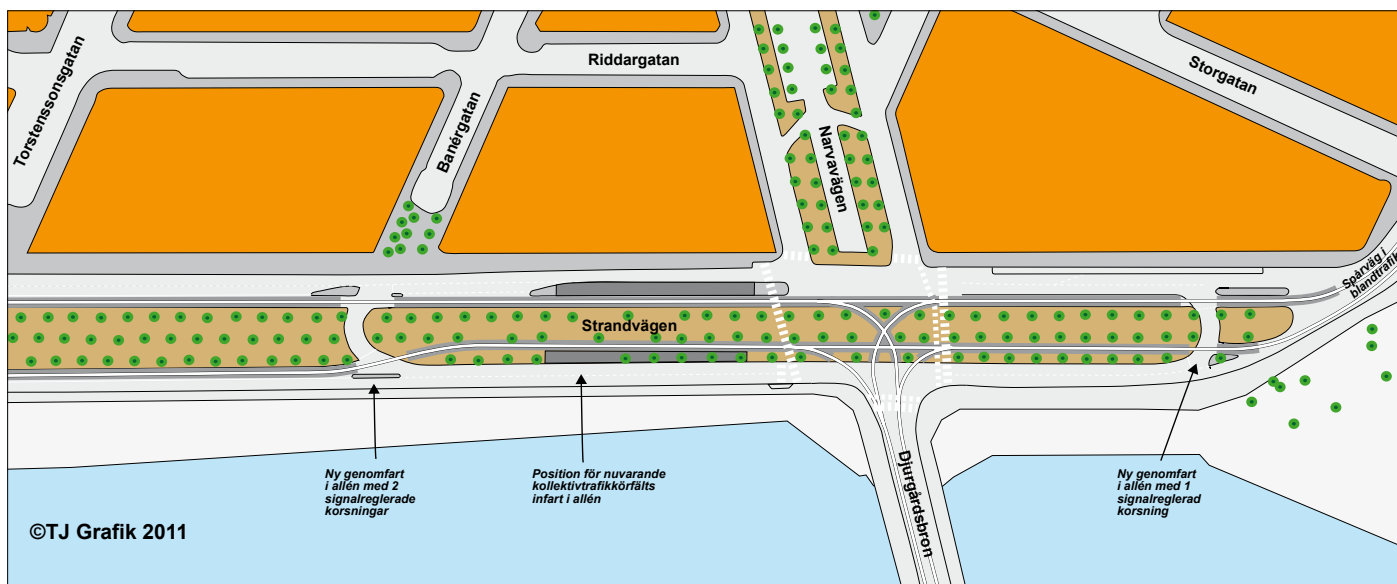 Torstenssonsgatan
Banérgatan
Riddargatan
Narvavägen
Storgatan
Spårväg i
blandtrafik
Strandvägen
Ny genomfart
i allén med 2
signalreglerade
korsningar
Position för nuvarande
kollektivtrafikkörfälts
infart i allén
Djurgårdsbron
Ny genomfart
i allén med 1
signalreglerad
korsning
©TJ Grafik 2011